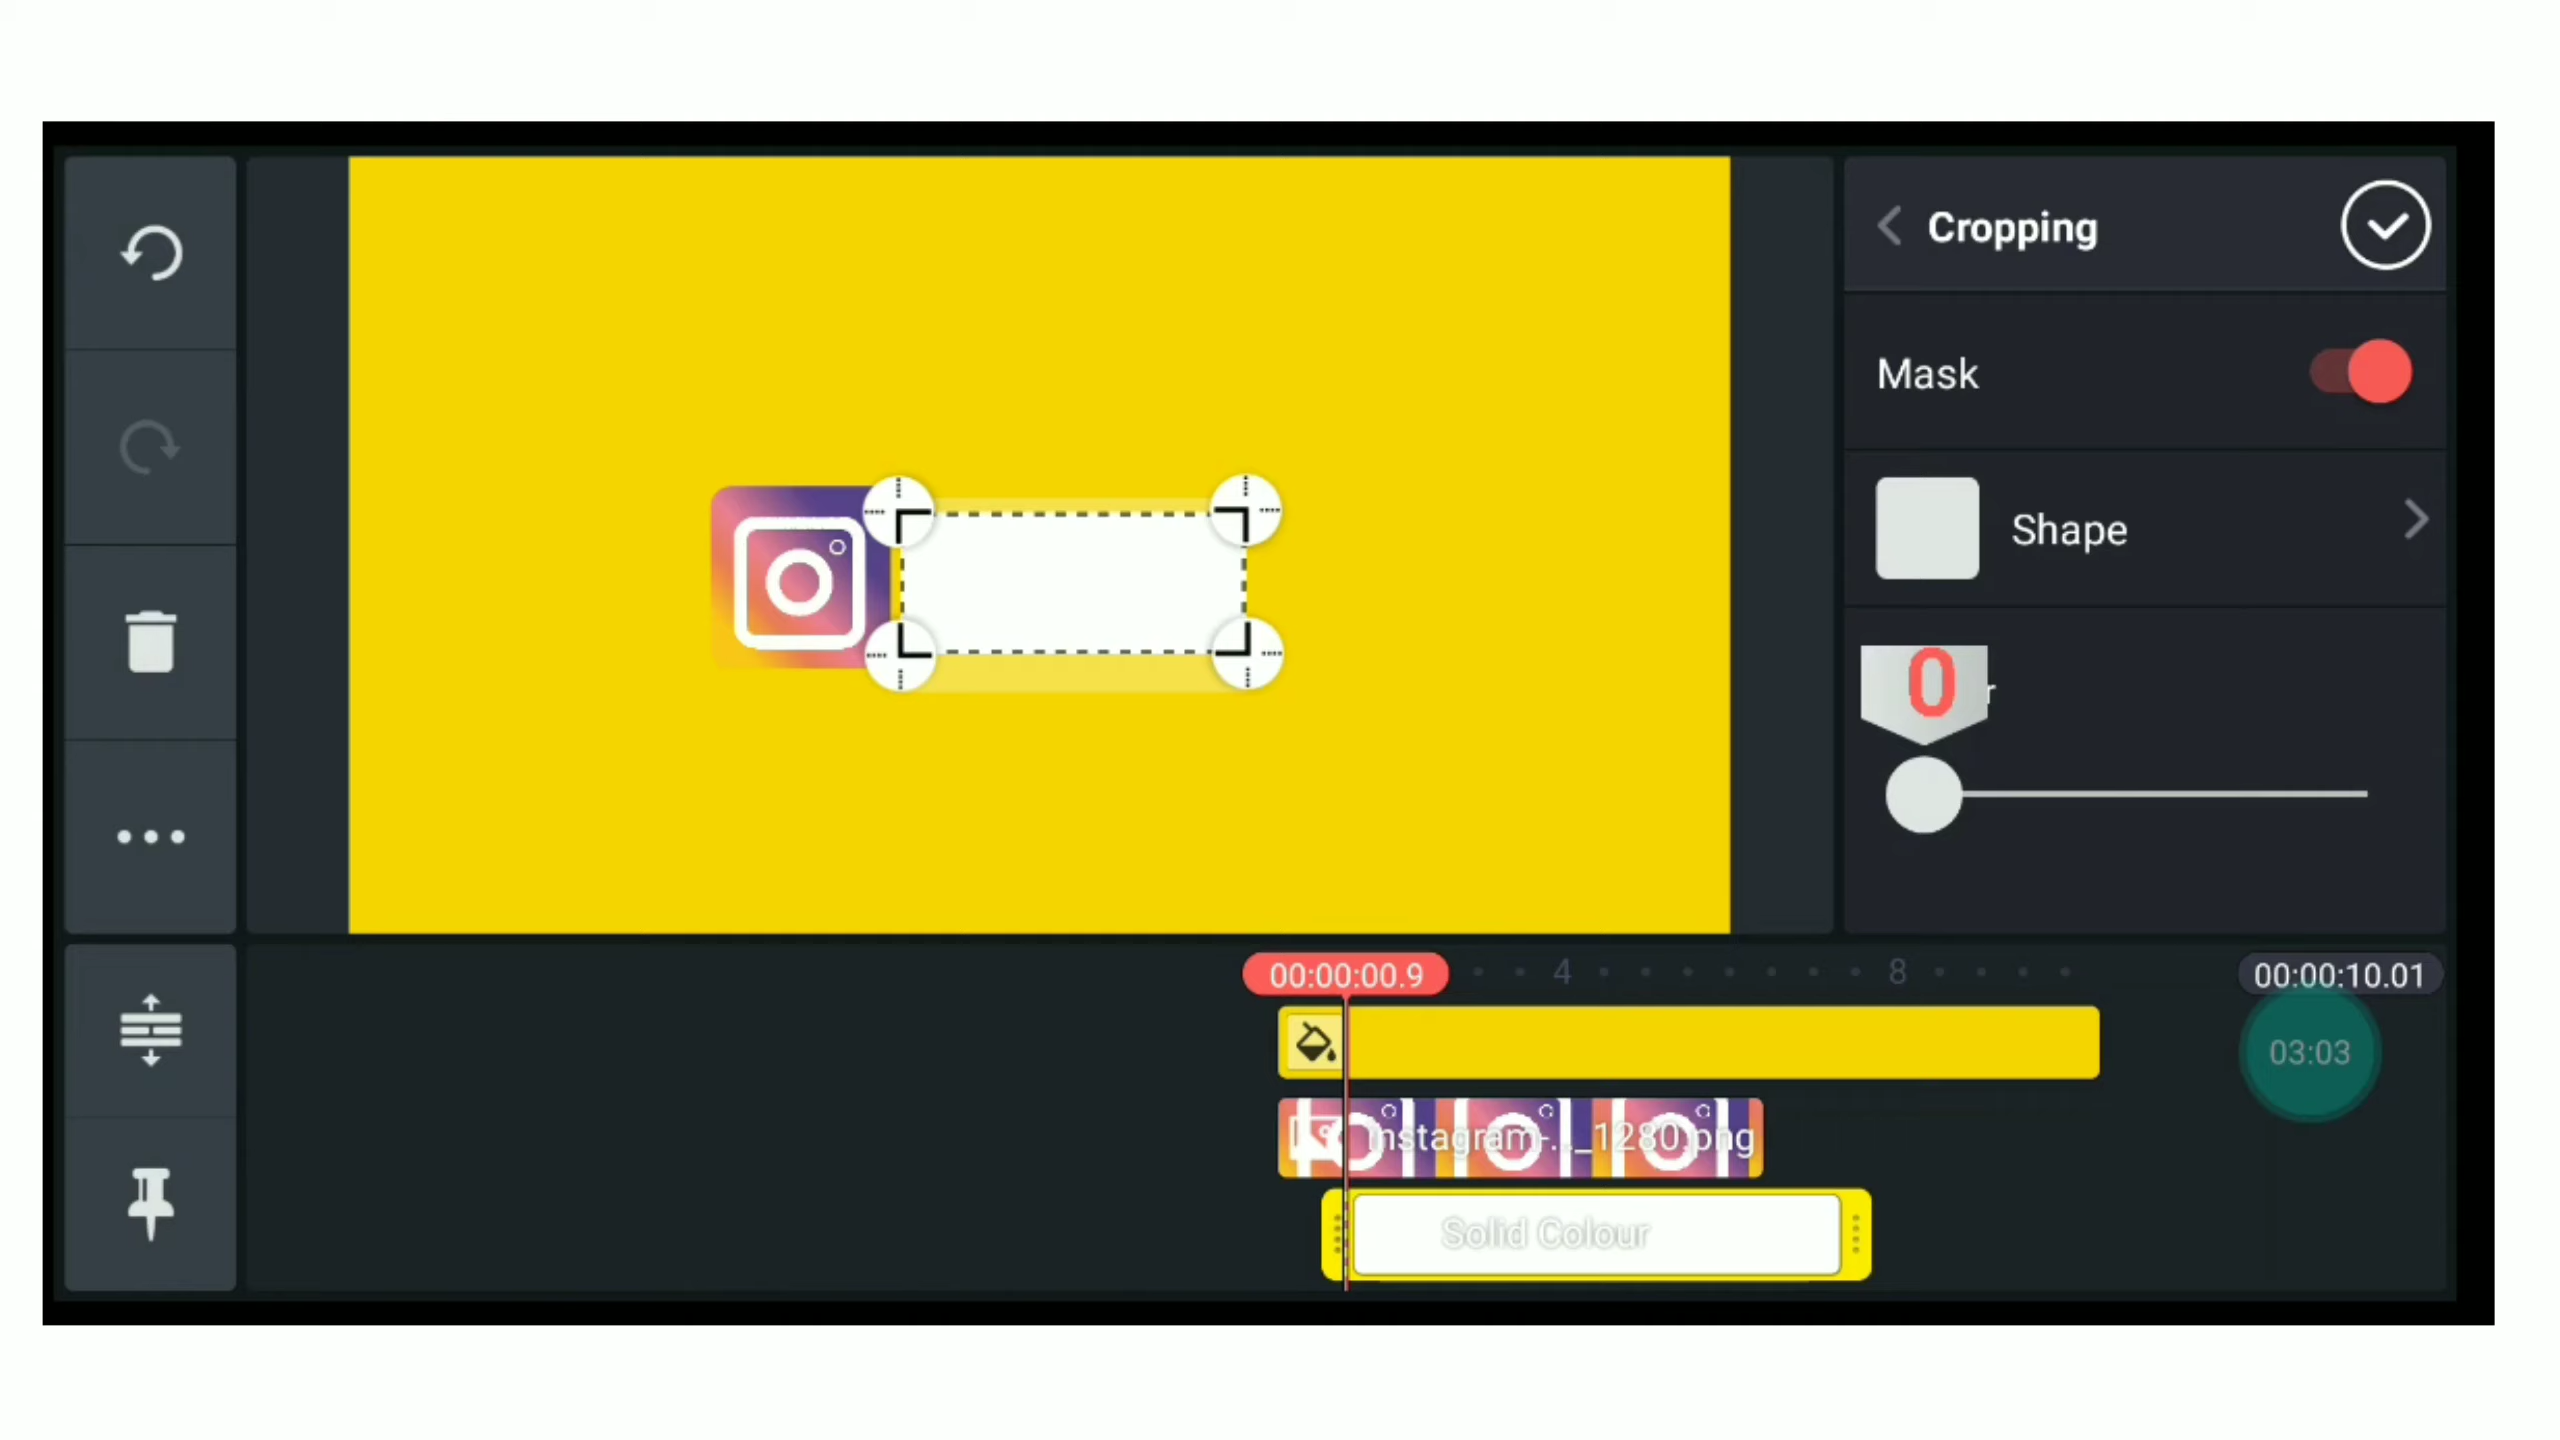 Cropping
Mask
Shape
0
r
00:00:00.9
4
8
00:00:10.01
03:03
Instagram-..._1280.png
Solid Colour